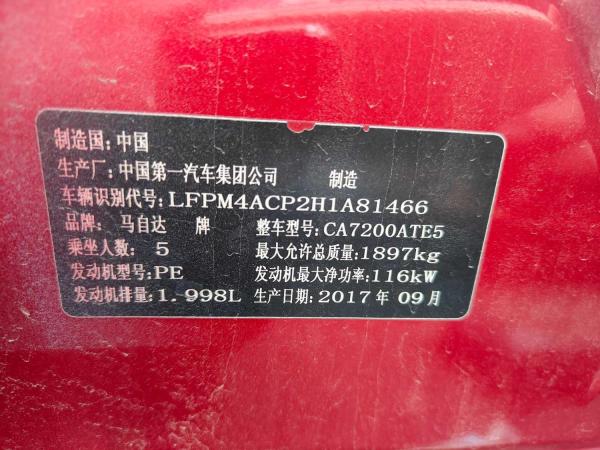 制造国:中国
生产厂:中国第一汽车集团公司 制造
车辆识别代号:LFPM4ACP2H1A81466
品牌:马自达 牌 整车型号:CA7200ATE5
乘坐人数:5 最大允许总质量:1897kg
发动机型号:PE 发动机最大净功率:116kW
发动机排量:1.998L 生产日期:2017年09月